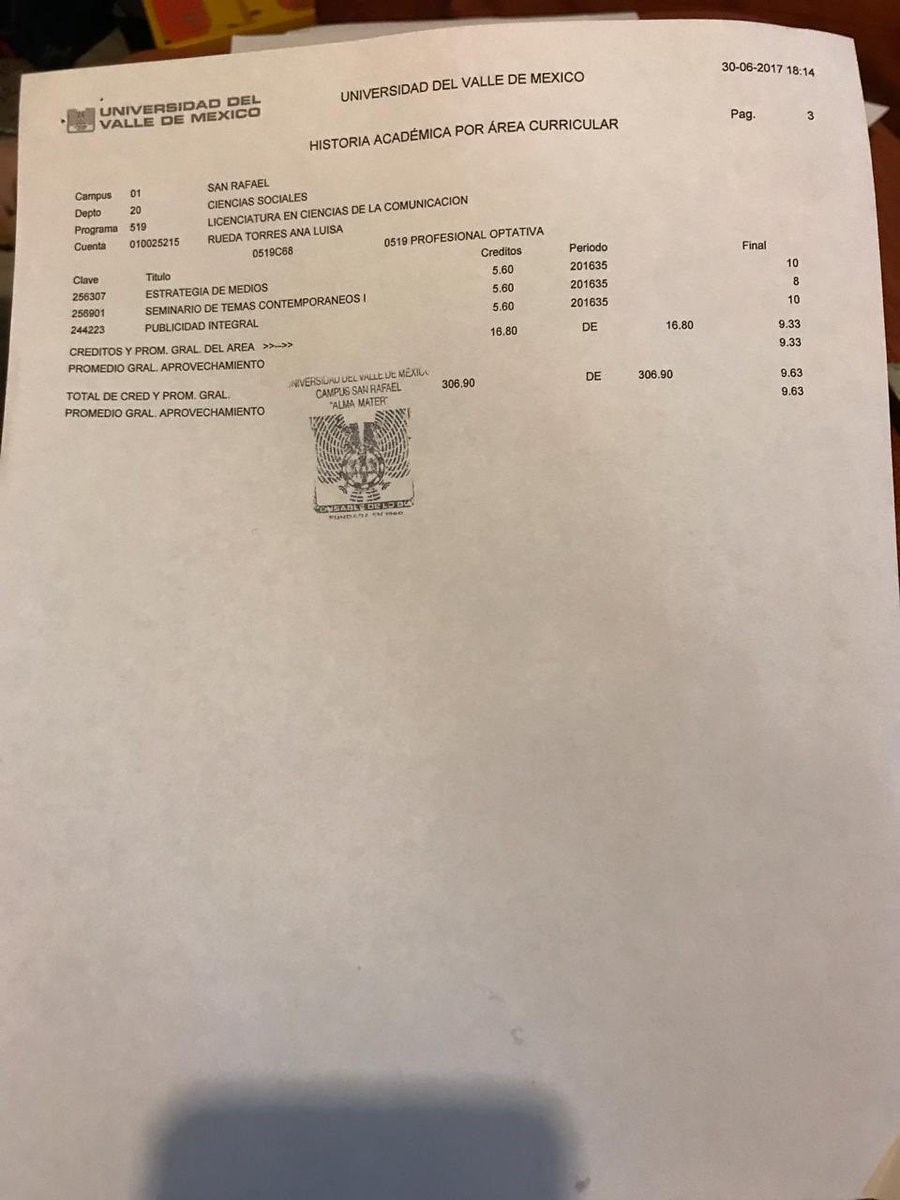 30-06-2017 18:14
UNIVERSIDAD DEL VALLE DE MEXICO
UNIVERSIDAD DEL
VALLE DE MEXICO
Pag. 3
HISTORIA ACADÉMICA POR ÁREA CURRICULAR
Campus 01 SAN RAFAEL
Depto 20 CIENCIAS SOCIALES
Programa 519 LICENCIATURA EN CIENCIAS DE LA COMUNICACION
Cuenta 010025215 RUEDA TORRES ANA LUISA
0519C68 0519 PROFESIONAL OPTATIVA
Clave Titulo Creditos Periodo Final
256307 ESTRATEGIA DE MEDIOS 5.60 201635 10
256901 SEMINARIO DE TEMAS CONTEMPORANEOS I 5.60 201635 8
244223 PUBLICIDAD INTEGRAL 5.60 201635 10
CREDITOS Y PROM. GRAL. DEL AREA >>-->> 16.80 DE 16.80 9.33
PROMEDIO GRAL. APROVECHAMIENTO 9.33
TOTAL DE CRED Y PROM. GRAL. 306.90 DE 306.90 9.63
PROMEDIO GRAL. APROVECHAMIENTO 9.63
UNIVERSIDAD DEL VALLE DE MEXICO
CAMPUS SAN RAFAEL
"ALMA MATER"
FUNDADA EN 1960